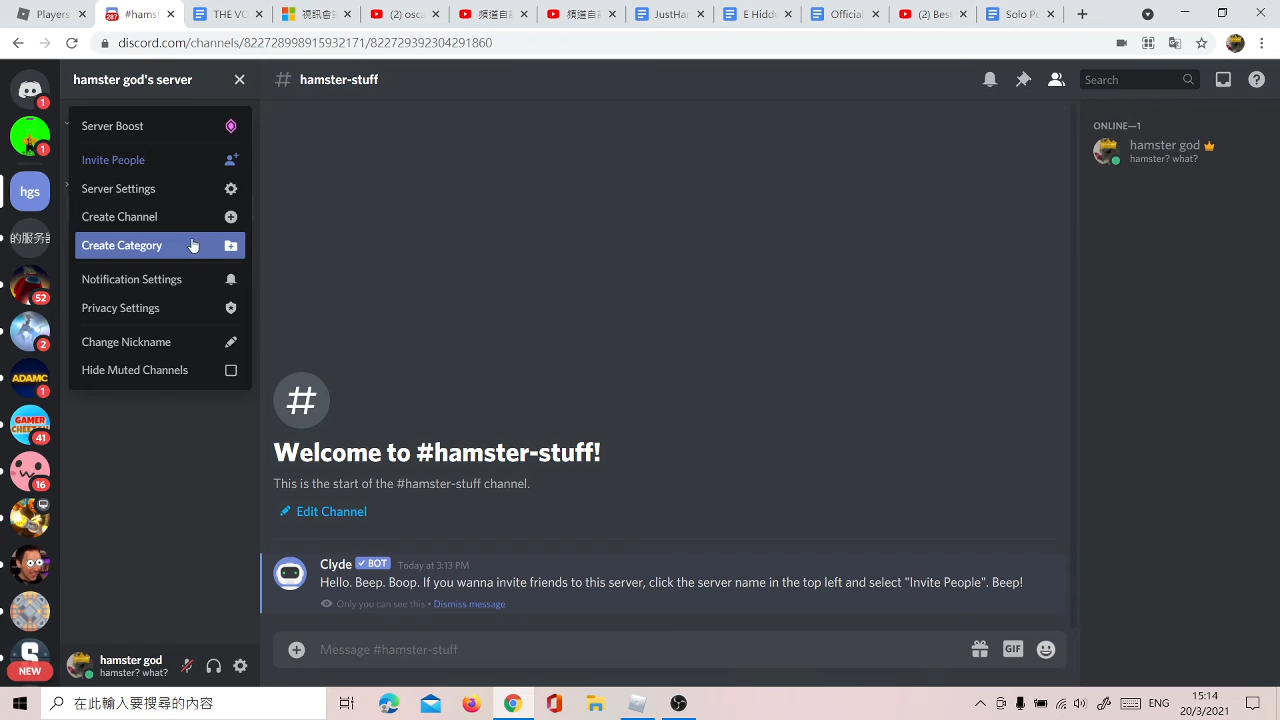 Players -
287
#hams
THE VC
視訊會
(2) osc
頻道自
頻道自
JustHa
E Hidd
Official
(2) Bes
Solo P
discord.com/channels/822728998915932171/822729392304291860
hamster god's server
hamster-stuff
Search
1
Server Boost
ONLINE—1
1
hamster god
hamster? what?
Invite People
hgs
Server Settings
Create Channel
的服务
Create Category
Notification Settings
52
Privacy Settings
2
Change Nickname
Hide Muted Channels
ADAMC
1
GAMER
CHEETAH
41
Welcome to #hamster-stuff!
16
This is the start of the #hamster-stuff channel.
Edit Channel
Clyde BOT Today at 3:13 PM
Hello. Beep. Boop. If you wanna invite friends to this server, click the server name in the top left and select "Invite People". Beep!
Only you can see this • Dismiss message
S
Message #hamster-stuff
GIF
NEW
hamster god
hamster? what?
在此輸入要搜尋的內容
ENG
15:14
20/3/2021